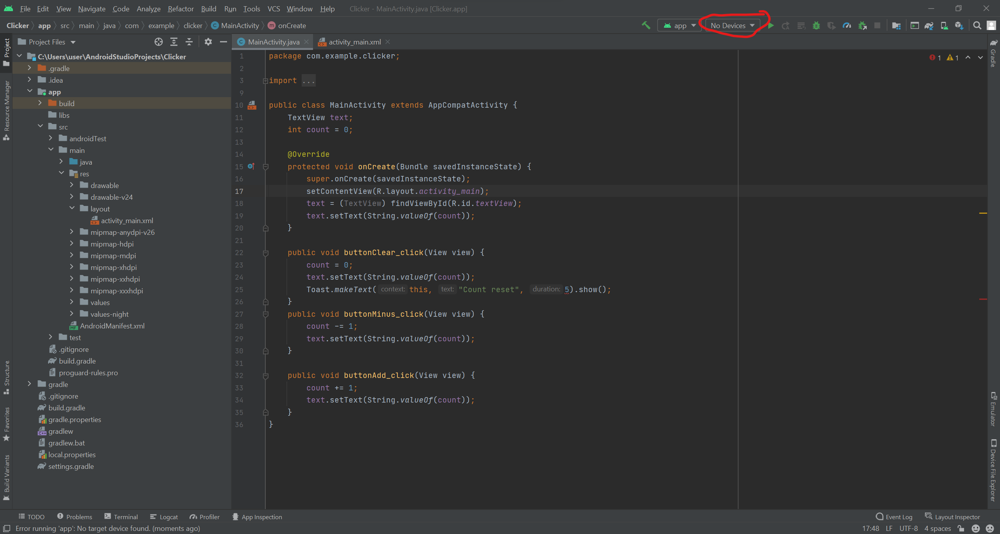 File Edit View Navigate Code Analyze Refactor Build Run Tools VCS Window Help Clicker - MainActivity.java [Clicker.app]
Clicker app src main java com example clicker C MainActivity m onCreate app No Devices
Project Files
MainActivity.java activity_main.xml
Project
Resource Manager
Structure
Favorites
Build Variants
C:\Users\user\AndroidStudioProjects\Clicker
.gradle
.idea
app
build
libs
src
androidTest
main
java
res
drawable
drawable-v24
layout
activity_main.xml
mipmap-anydpi-v26
mipmap-hdpi
mipmap-mdpi
mipmap-xhdpi
mipmap-xxhdpi
mipmap-xxxhdpi
values
values-night
AndroidManifest.xml
test
.gitignore
build.gradle
proguard-rules.pro
gradle
.gitignore
build.gradle
gradle.properties
gradlew
gradlew.bat
local.properties
settings.gradle
1 package com.example.clicker;
2
3 import ...
9
10 public class MainActivity extends AppCompatActivity {
11 TextView text;
12 int count = 0;
13
14 @Override
15 protected void onCreate(Bundle savedInstanceState) {
16 super.onCreate(savedInstanceState);
17 setContentView(R.layout.activity_main);
18 text = (TextView) findViewById(R.id.textView);
19 text.setText(String.valueOf(count));
20 }
21
22 public void buttonClear_click(View view) {
23 count = 0;
24 text.setText(String.valueOf(count));
25 Toast.makeText( context: this, text: "Count reset", duration: 5).show();
26 }
27 public void buttonMinus_click(View view) {
28 count -= 1;
29 text.setText(String.valueOf(count));
30 }
31
32 public void buttonAdd_click(View view) {
33 count += 1;
34 text.setText(String.valueOf(count));
35 }
36 }
1 1
Gradle
Emulator
Device File Explorer
TODO Problems Terminal Logcat Profiler App Inspection Event Log Layout Inspector
Error running 'app': No target device found. (moments ago) 17:48 LF UTF-8 4 spaces